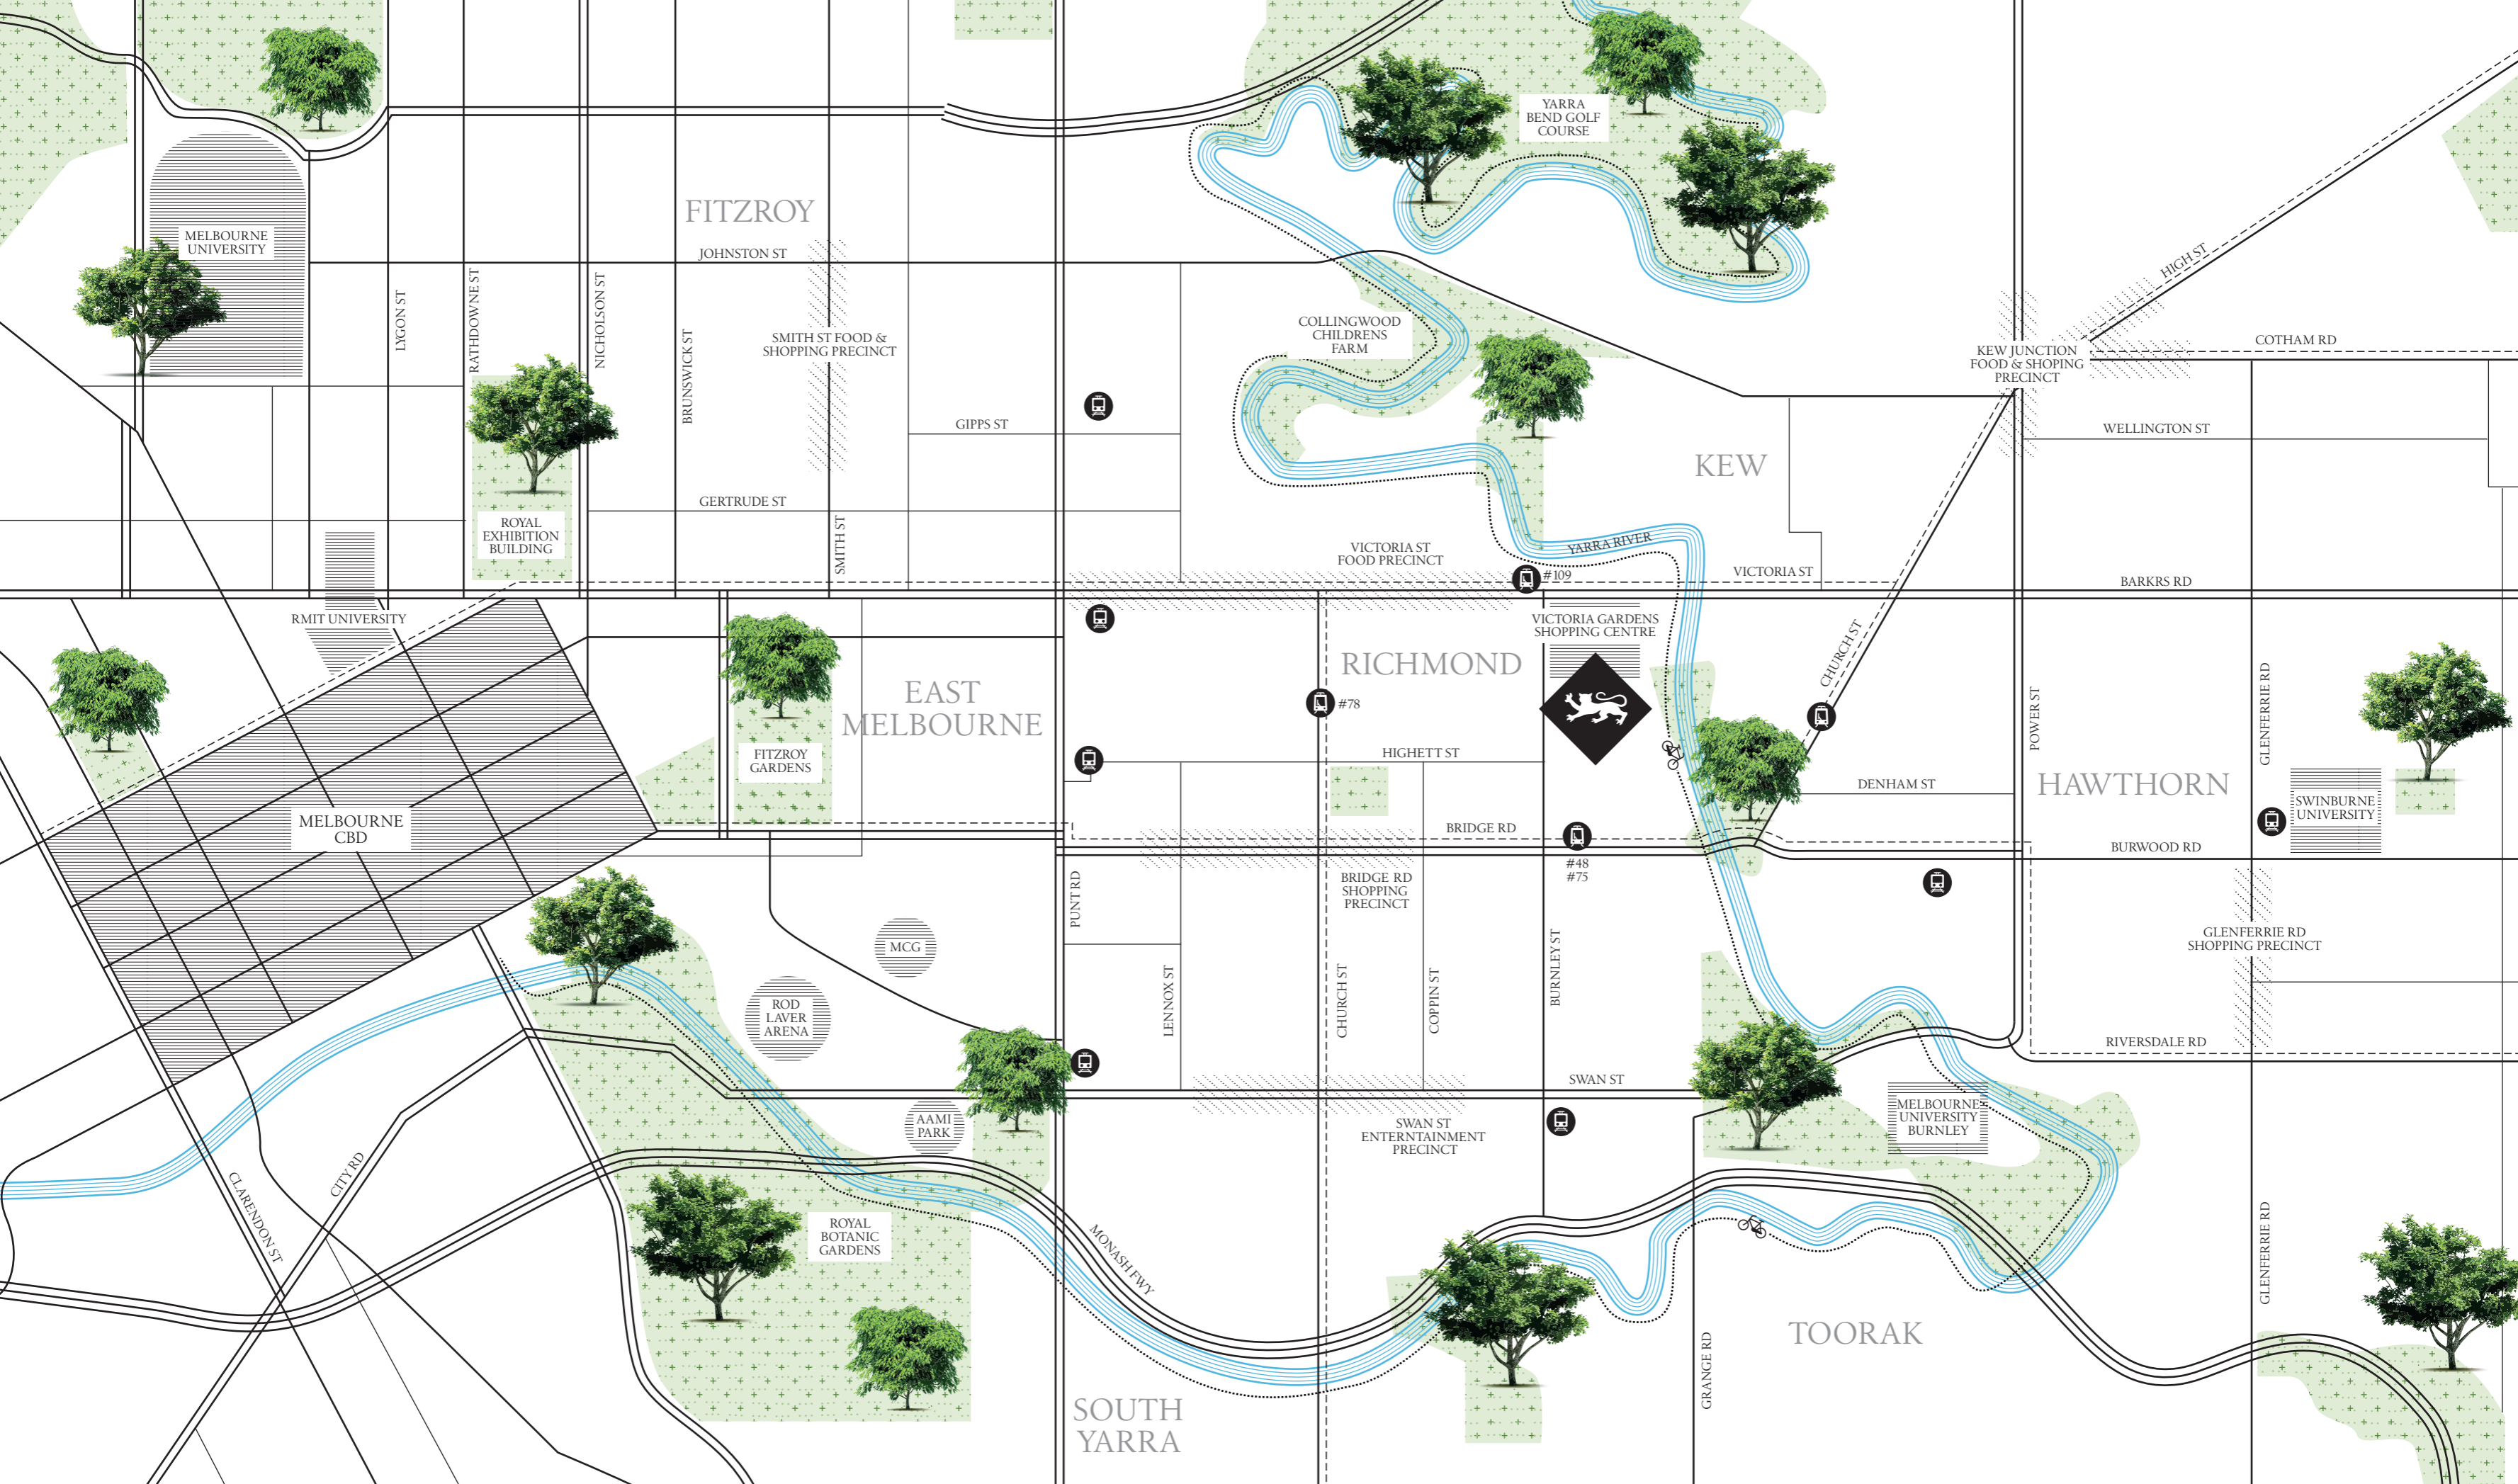 YARRA
BEND GOLF
COURSE
FITZROY
MELBOURNE
UNIVERSITY
JOHNSTON ST
HIGH ST
LYGON ST
RATHDOWNE ST
NICHOLSON ST
BRUNSWICK ST
SMITH ST FOOD &
SHOPPING PRECINCT
COLLINGWOOD
CHILDRENS
FARM
KEW JUNCTION
FOOD & SHOPING
PRECINCT
COTHAM RD
GIPPS ST
WELLINGTON ST
KEW
GERTRUDE ST
SMITH ST
ROYAL
EXHIBITION
BUILDING
VICTORIA ST
FOOD PRECINCT
YARRA RIVER
#109
VICTORIA ST
BARKRS RD
RMIT UNIVERSITY
VICTORIA GARDENS
SHOPPING CENTRE
RICHMOND
CHURCH ST
EAST
MELBOURNE
#78
POWER ST
GLENFERRIE RD
FITZROY
GARDENS
HIGHETT ST
DENHAM ST
HAWTHORN
SWINBURNE
UNIVERSITY
MELBOURNE
CBD
BRIDGE RD
BURWOOD RD
#48
#75
BRIDGE RD
SHOPPING
PRECINCT
PUNT RD
MCG
GLENFERRIE RD
SHOPPING PRECINCT
ROD
LAVER
ARENA
LENNOX ST
CHURCH ST
COPPIN ST
BURNLEY ST
RIVERSDALE RD
SWAN ST
AAMI
PARK
SWAN ST
ENTERNTAINMENT
PRECINCT
MELBOURNE
UNIVERSITY
BURNLEY
CLARENDON ST
CITY RD
ROYAL
BOTANIC
GARDENS
MONASH FWY
GLENFERRIE RD
GRANGE RD
TOORAK
SOUTH
YARRA